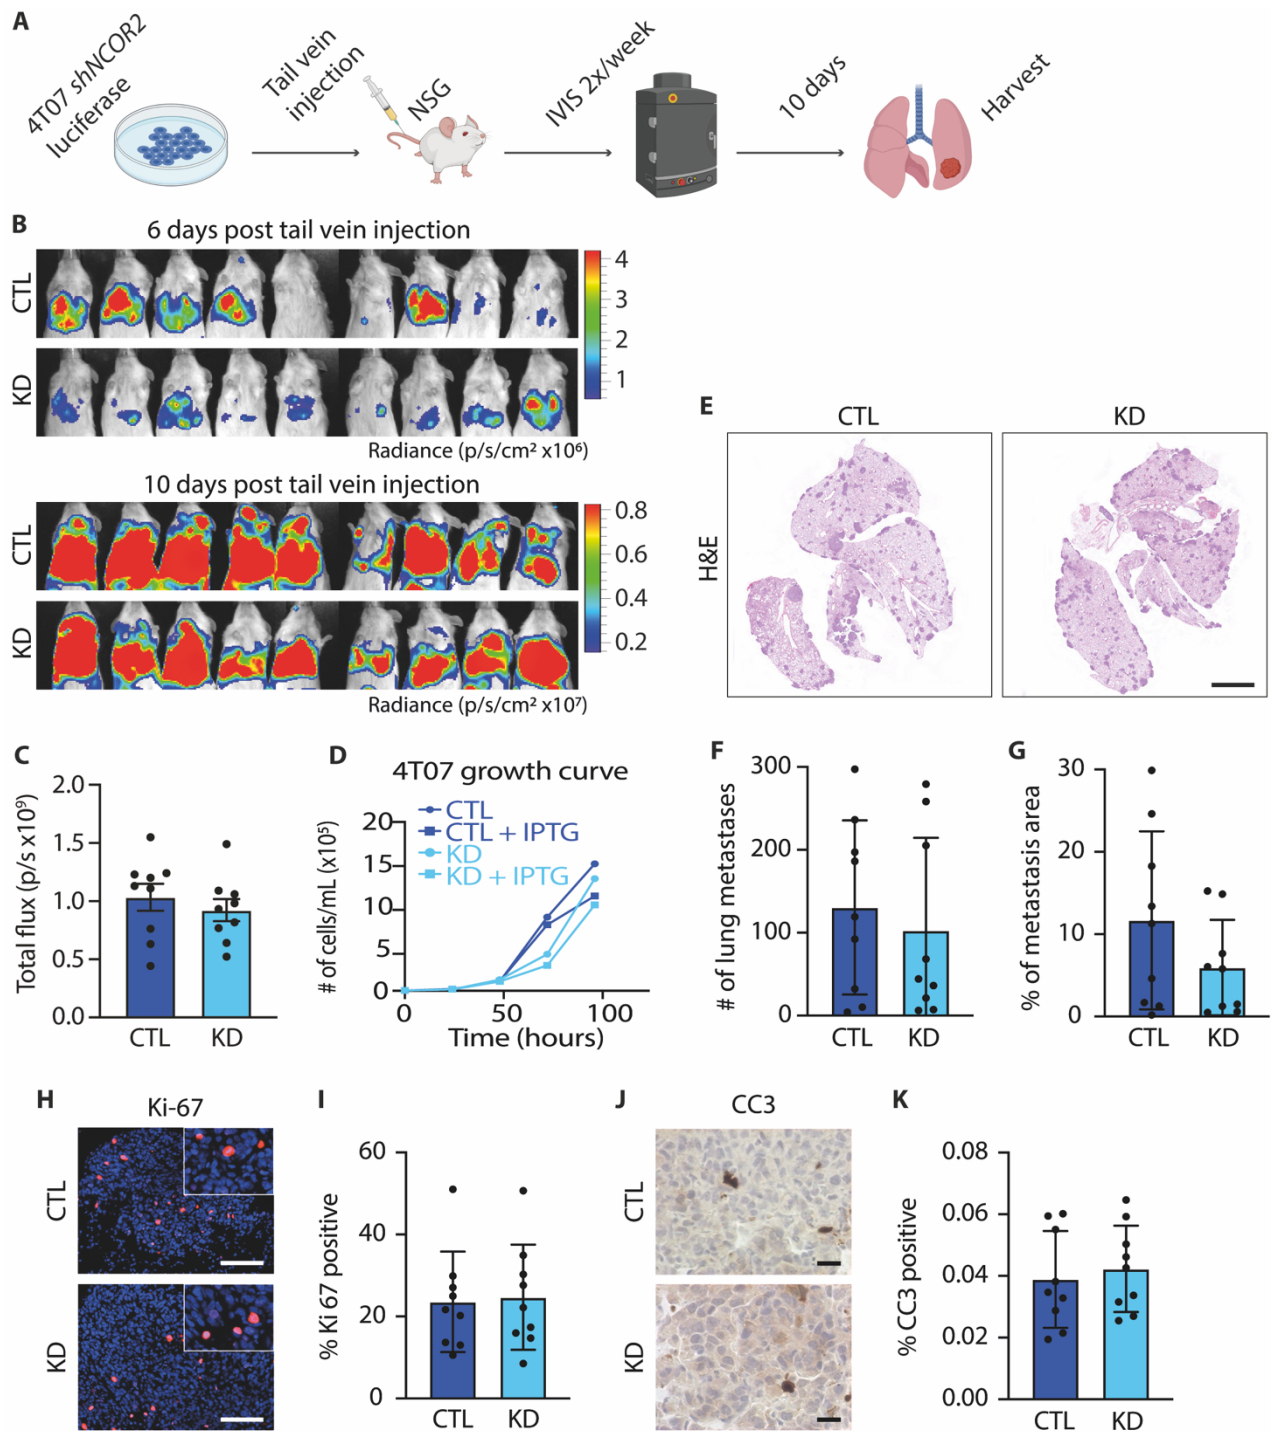 A
4T07 shNCOR2
luciferase
Tail vein
injection
NSG
IVIS 2x/week
10 days
Harvest
B
6 days post tail vein injection
CTL
KD
4
3
2
1
Radiance (p/s/cm² x10⁶)
10 days post tail vein injection
CTL
KD
0.8
0.6
0.4
0.2
Radiance (p/s/cm² x10⁷)
E
CTL
KD
H&E
C
Total flux (p/s x10⁹)
2.0
1.5
1.0
0.5
0.0
CTL
KD
D
4T07 growth curve
CTL
CTL + IPTG
KD
KD + IPTG
# of cells/mL (x10⁵)
20
15
10
5
0
0
50
100
Time (hours)
F
# of lung metastases
300
200
100
0
CTL
KD
G
% of metastasis area
30
20
10
0
CTL
KD
H
Ki-67
CTL
KD
I
% Ki 67 positive
60
40
20
0
CTL
KD
J
CC3
CTL
KD
K
% CC3 positive
0.08
0.06
0.04
0.02
0.00
CTL
KD